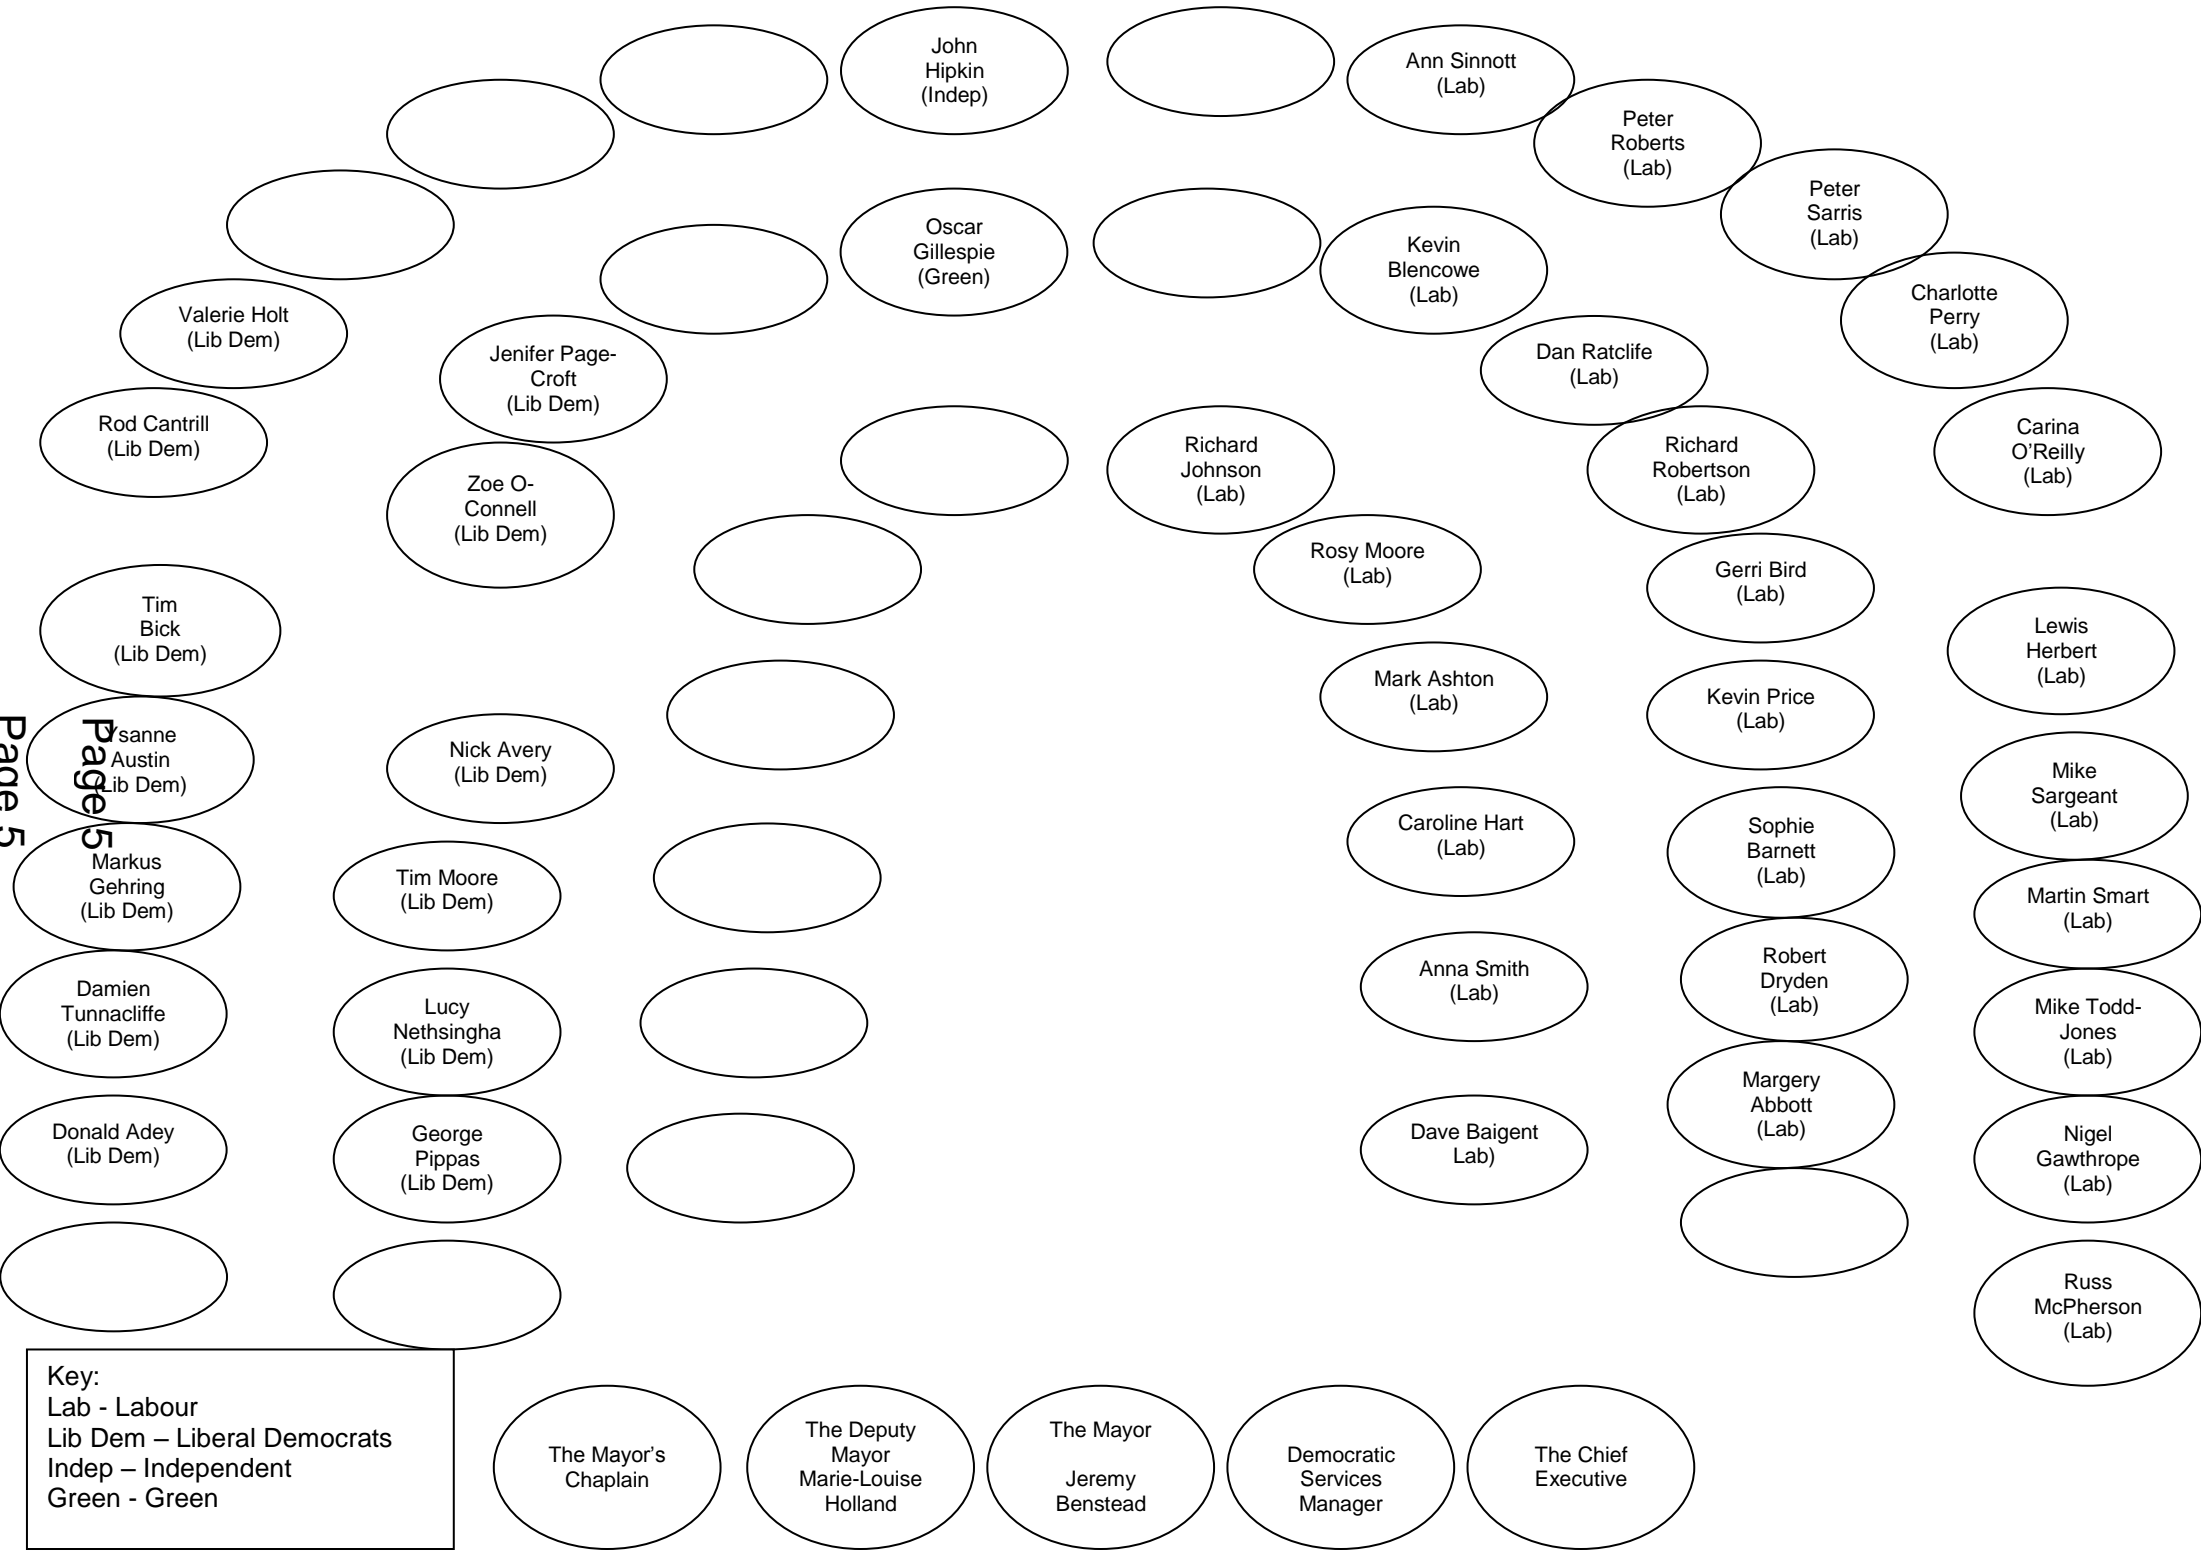 John
Hipkin
(Indep)
Ann Sinnott
(Lab)
Peter
Roberts
(Lab)
Peter
Sarris
(Lab)
Charlotte
Perry
(Lab)
Carina
O’Reilly
(Lab)
Oscar
Gillespie
(Green)
Kevin
Blencowe
(Lab)
Dan Ratclife
(Lab)
Richard
Robertson
(Lab)
Valerie Holt
(Lib Dem)
Jenifer Page-
Croft
(Lib Dem)
Rod Cantrill
(Lib Dem)
Zoe O-
Connell
(Lib Dem)
Richard
Johnson
(Lab)
Rosy Moore
(Lab)
Gerri Bird
(Lab)
Tim
Bick
(Lib Dem)
Lewis
Herbert
(Lab)
Mark Ashton
(Lab)
Kevin Price
(Lab)
Page 5
Page 5
Ysanne
Austin
(Lib Dem)
Nick Avery
(Lib Dem)
Mike
Sargeant
(Lab)
Caroline Hart
(Lab)
Sophie
Barnett
(Lab)
Markus
Gehring
(Lib Dem)
Tim Moore
(Lib Dem)
Martin Smart
(Lab)
Anna Smith
(Lab)
Robert
Dryden
(Lab)
Damien
Tunnacliffe
(Lib Dem)
Lucy
Nethsingha
(Lib Dem)
Mike Todd-
Jones
(Lab)
Margery
Abbott
(Lab)
Donald Adey
(Lib Dem)
George
Pippas
(Lib Dem)
Dave Baigent
Lab)
Nigel
Gawthrope
(Lab)
Russ
McPherson
(Lab)
Key:
Lab - Labour
Lib Dem – Liberal Democrats
Indep – Independent
Green - Green
The Mayor’s
Chaplain
The Deputy
Mayor
Marie-Louise
Holland
The Mayor
Jeremy
Benstead
Democratic
Services
Manager
The Chief
Executive